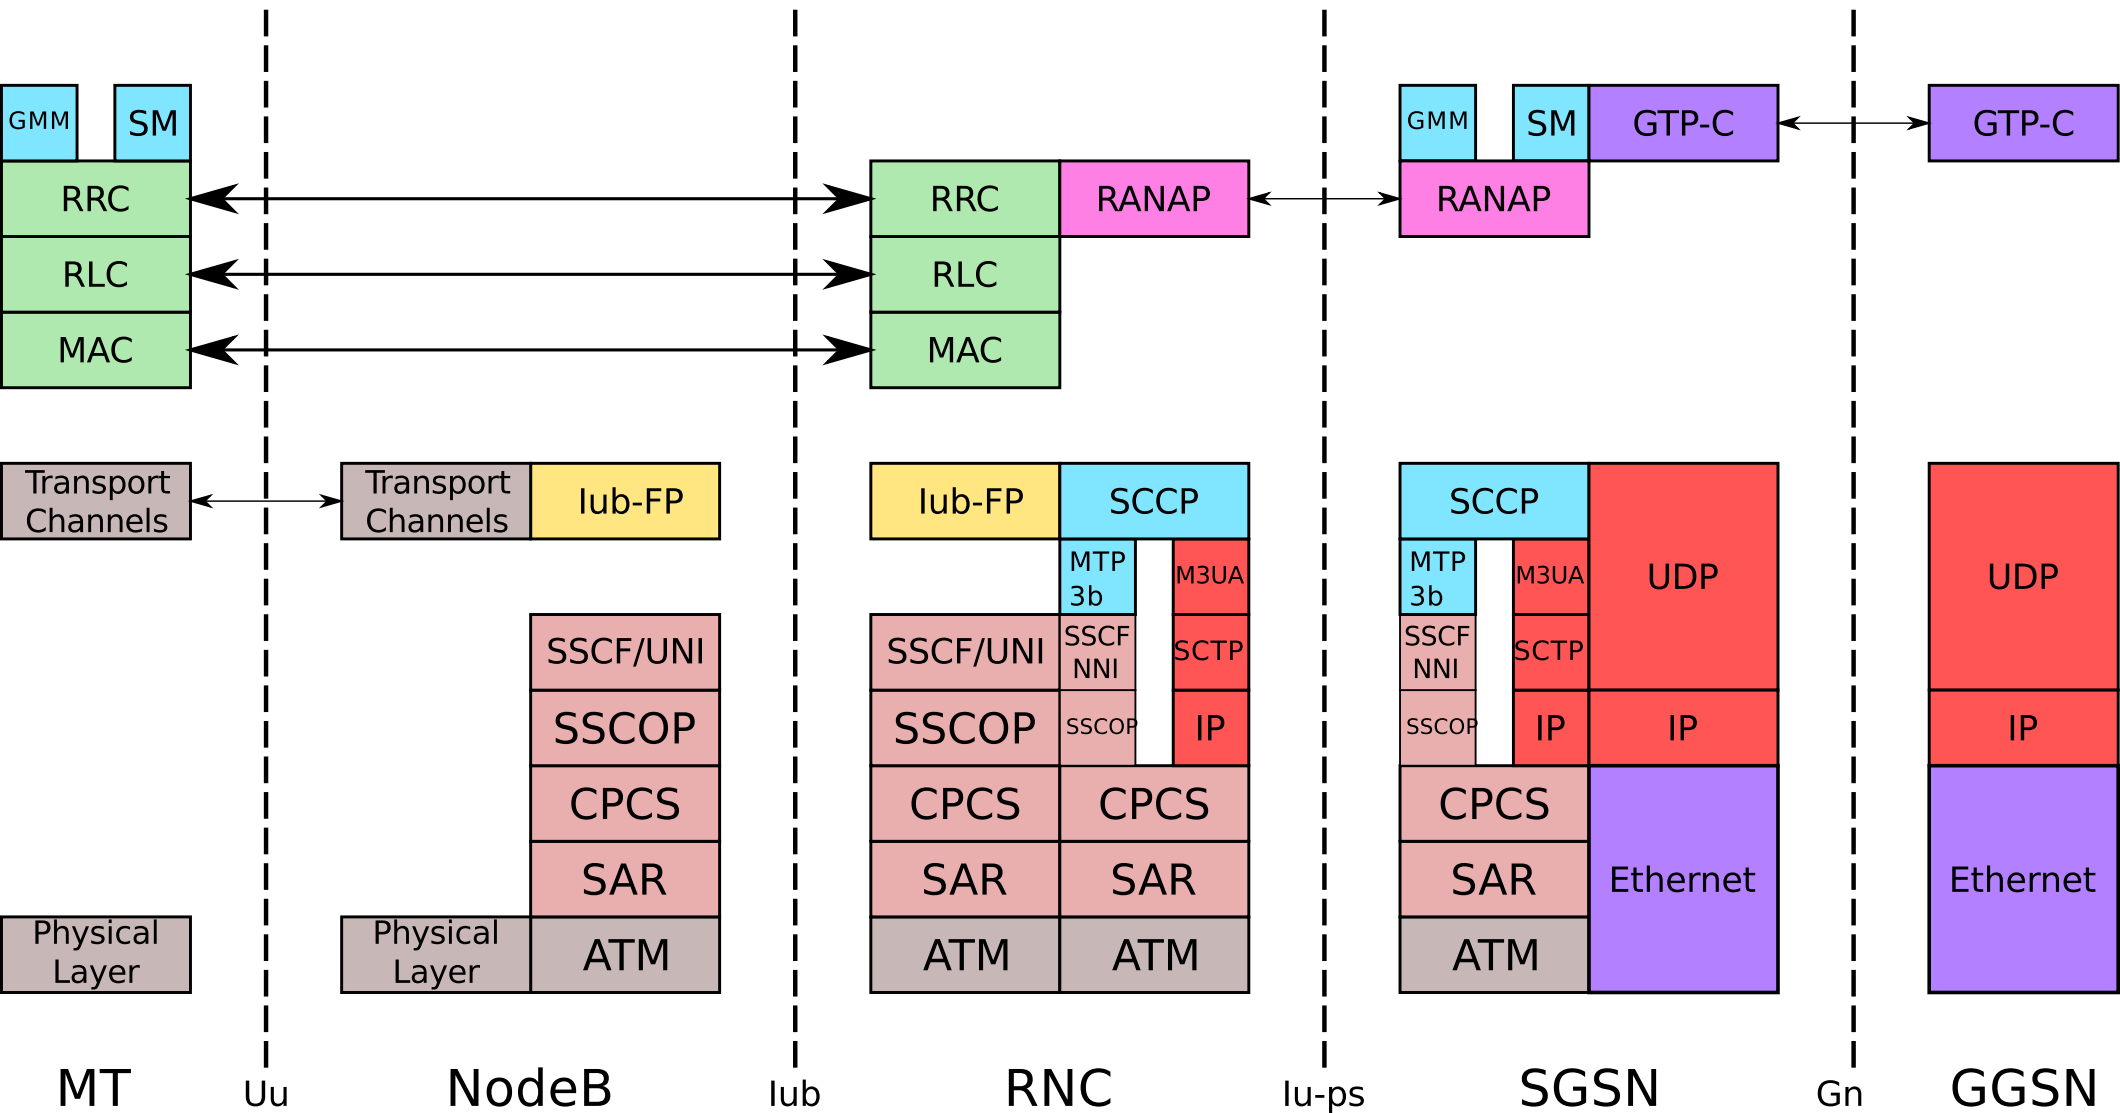 GMM
SM
GMM
SM
GTP-C
GTP-C
RRC
RRC
RANAP
RANAP
RLC
RLC
MAC
MAC
Transport
Channels
Transport
Channels
Iub-FP
Iub-FP
SCCP
SCCP
MTP
3b
M3UA
MTP
3b
M3UA
UDP
UDP
SSCF/UNI
SSCF/UNI
SSCF
NNI
SCTP
SSCF
NNI
SCTP
SSCOP
SSCOP
SSCOP
IP
SSCOP
IP
IP
IP
CPCS
CPCS
CPCS
CPCS
SAR
SAR
SAR
SAR
Ethernet
Ethernet
Physical
Layer
Physical
Layer
ATM
ATM
ATM
ATM
MT
Uu
NodeB
Iub
RNC
Iu-ps
SGSN
Gn
GGSN